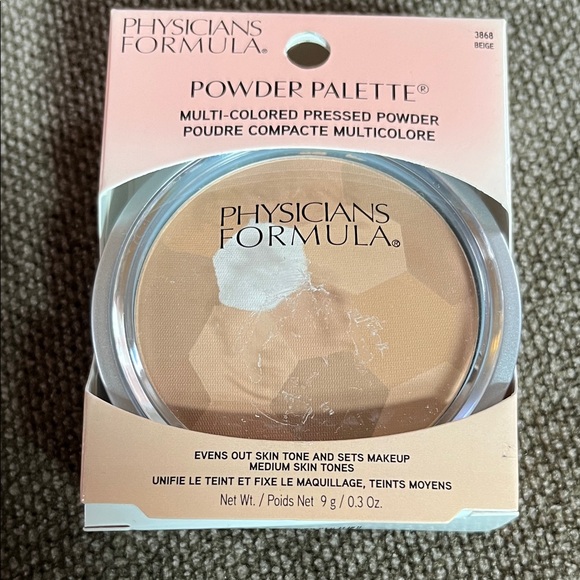 PHYSICIANS
FORMULA®
3868
BEIGE
POWDER PALETTE®
MULTI-COLORED PRESSED POWDER
POUDRE COMPACTE MULTICOLORE
PHYSICIANS
FORMULA®
EVENS OUT SKIN TONE AND SETS MAKEUP
MEDIUM SKIN TONES
UNIFIE LE TEINT ET FIXE LE MAQUILLAGE, TEINTS MOYENS
Net Wt. / Poids Net 9 g / 0.3 Oz.